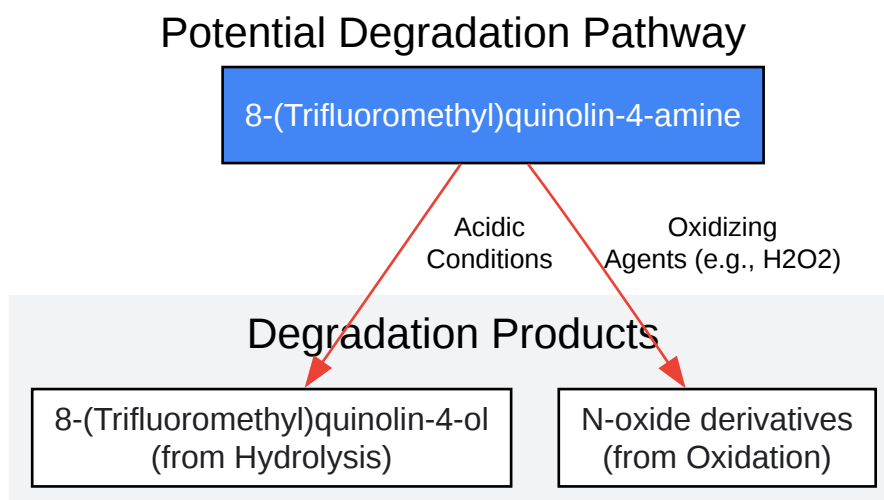 Potential Degradation Pathway
8-(Trifluoromethyl)quinolin-4-amine
Acidic
Conditions
Oxidizing
Agents (e.g., H2O2)
Degradation Products
8-(Trifluoromethyl)quinolin-4-ol
(from Hydrolysis)
N-oxide derivatives
(from Oxidation)